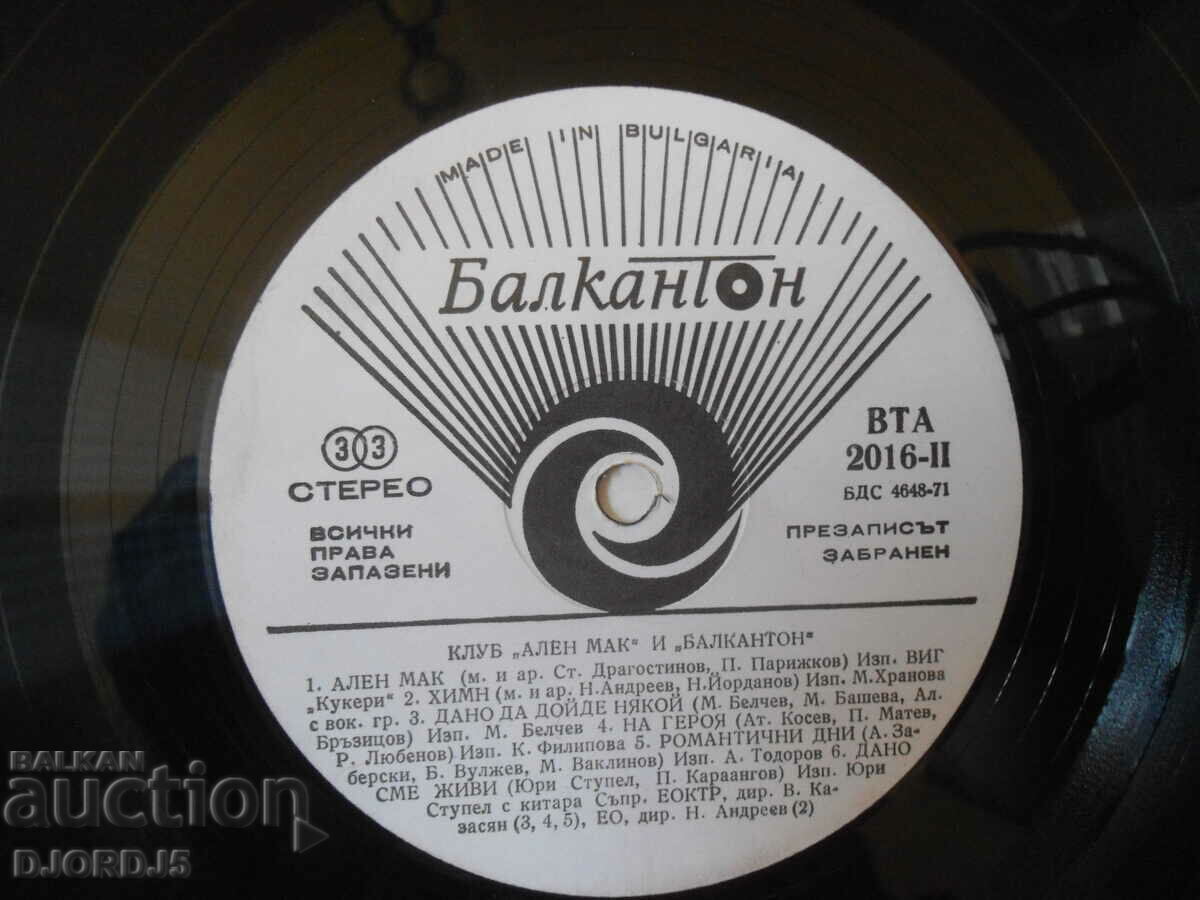 MADE IN BULGARIA
Балкантон
33
СТЕРЕО
ВСИЧКИ
ПРАВА
ЗАПАЗЕНИ
ВТА
2016-II
БДС 4648-71
ПРЕЗАПИСЪТ
ЗАБРАНЕН
КЛУБ „АЛЕН МАК“ И „БАЛКАНТОН“
1. АЛЕН МАК (м. и ар. Ст. Драгостинов, П. Парижков) Изп. ВИГ
„Кукери“ 2. ХИМН (м. и ар. Н. Андреев, Н. Йорданов) Изп. М. Хранова
с вок. гр. 3. ДАНО ДА ДОЙДЕ НЯКОЙ (М. Белчев, М. Башева, Ал.
Бръзицов) Изп. М. Белчев 4. НА ГЕРОЯ (Ат. Косев, П. Матев,
Р. Любенов) Изп. К. Филипова 5. РОМАНТИЧНИ ДНИ (А. За-
берски, Б. Вулжев, М. Ваклинов) Изп. А. Тодоров 6. ДАНО
СМЕ ЖИВИ (Юри Ступел, П. Караангов) Изп. Юри
Ступел с китара Съпр. ЕОКТР, дир. В. Ка-
засян (3, 4, 5), ЕО, дир. Н. Андреев (2)
BALKAN
auction
DJORDJ5